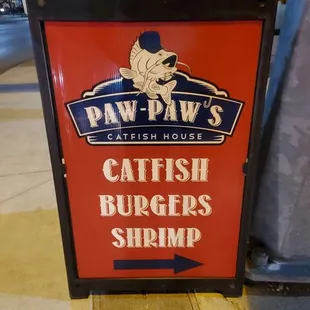 PAW-PAW'S
CATFISH HOUSE
CATFISH
BURGERS
SHRIMP